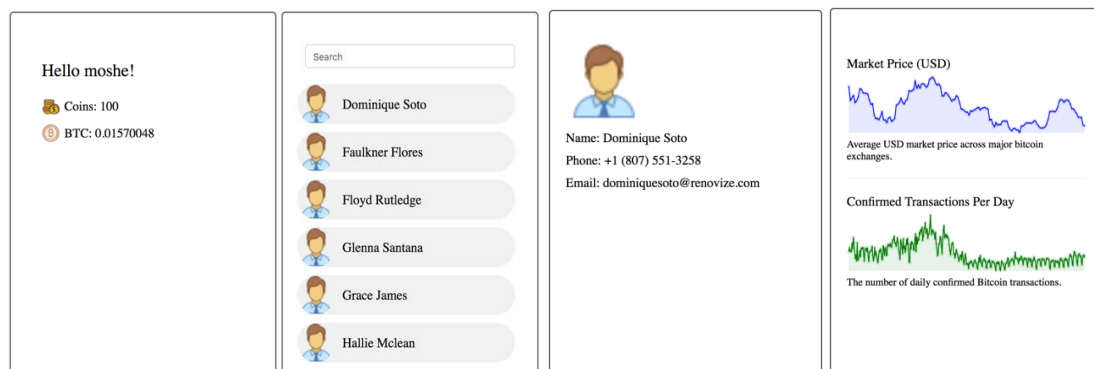 Hello moshe!
Coins: 100
BTC: 0.01570048
Search
Dominique Soto
Faulkner Flores
Floyd Rutledge
Glenna Santana
Grace James
Hallie Mclean
Name: Dominique Soto
Phone: +1 (807) 551-3258
Email: dominiquesoto@renovize.com
Market Price (USD)
Average USD market price across major bitcoin
exchanges.
Confirmed Transactions Per Day
The number of daily confirmed Bitcoin transactions.